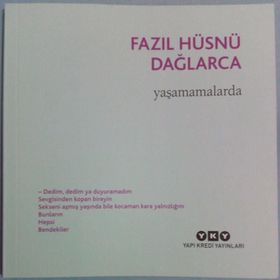 FAZIL HÜSNÜ
DAĞLARCA
yaşamamalarda
– Dedim, dedim ya duyuramadım
Sevgisinden kopan bireyin
Sekseni aşmış yaşında bile kocaman kara yalnızlığını
Bunların
Hepsi
Bendekiler
YKY
YAPI KREDİ YAYINLARI